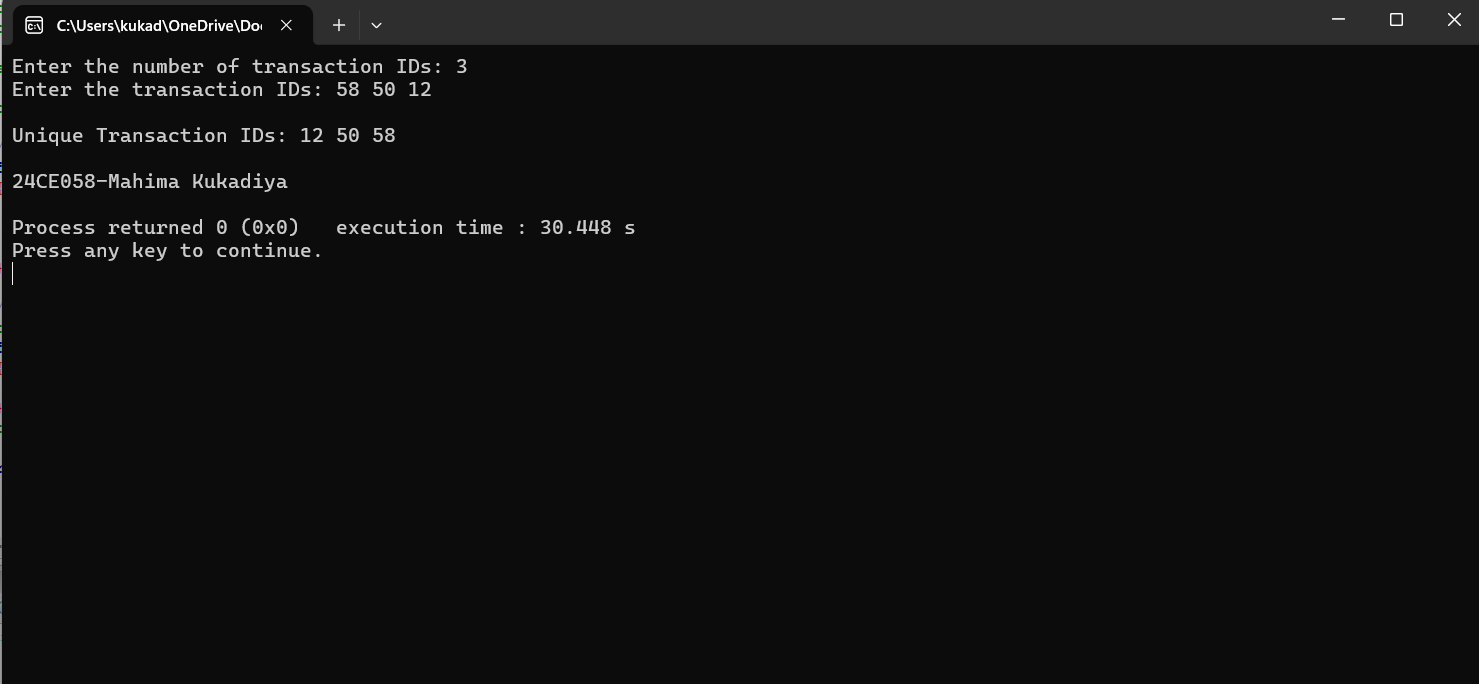 C:\Users\kukad\OneDrive\Do
Enter the number of transaction IDs: 3
Enter the transaction IDs: 58 50 12
Unique Transaction IDs: 12 50 58
24CE058-Mahima Kukadiya
Process returned 0 (0x0)   execution time : 30.448 s
Press any key to continue.